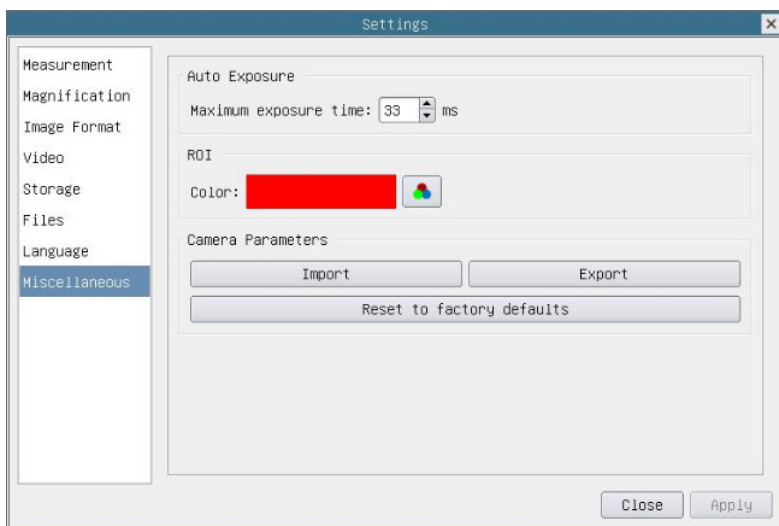 Settings
Measurement
Magnification
Image Format
Video
Storage
Files
Language
Miscellaneous
Auto Exposure
Maximum exposure time: 33 ms
ROI
Color:
Camera Parameters
Import Export
Reset to factory defaults
Close Apply